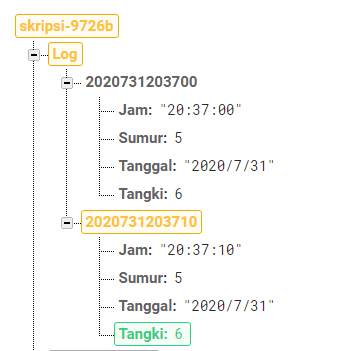 skripsi-9726b
Log
2020731203700
Jam: "20:37:00"
Sumur: 5
Tanggal: "2020/7/31"
Tangki: 6
2020731203710
Jam: "20:37:10"
Sumur: 5
Tanggal: "2020/7/31"
Tangki: 6